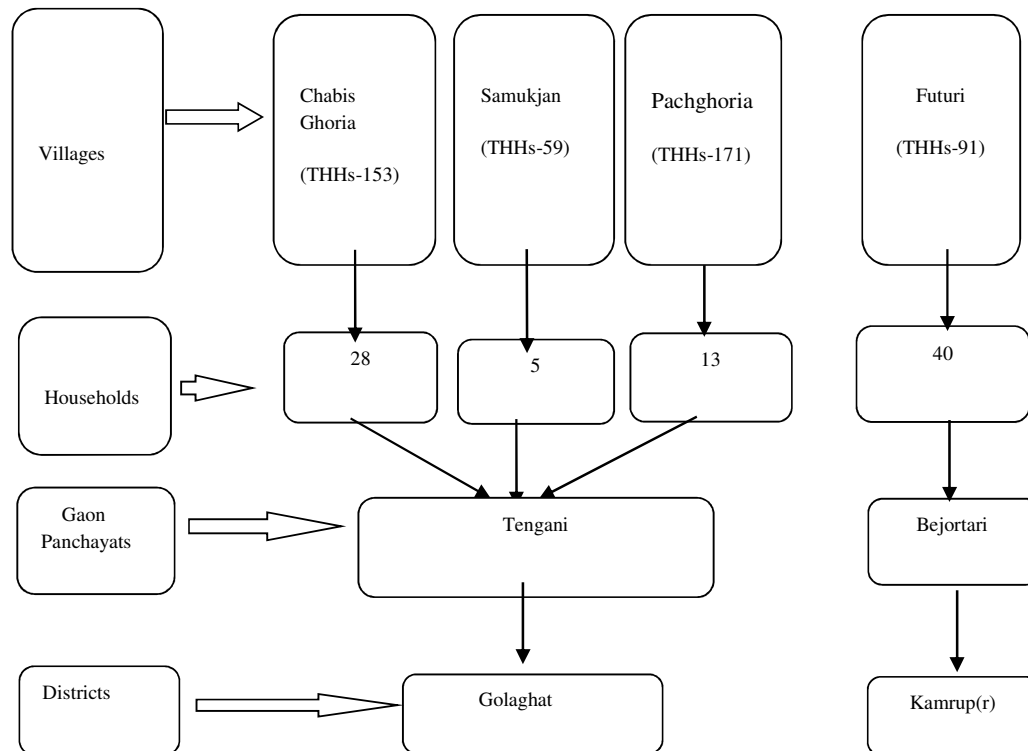 Villages
Chabis
Ghoria
(THHs-153)
Samukjan
(THHs-59)
Pachghoria
(THHs-171)
Futuri
(THHs-91)
Households
28
5
13
40
Gaon
Panchayats
Tengani
Bejortari
Districts
Golaghat
Kamrup(r)